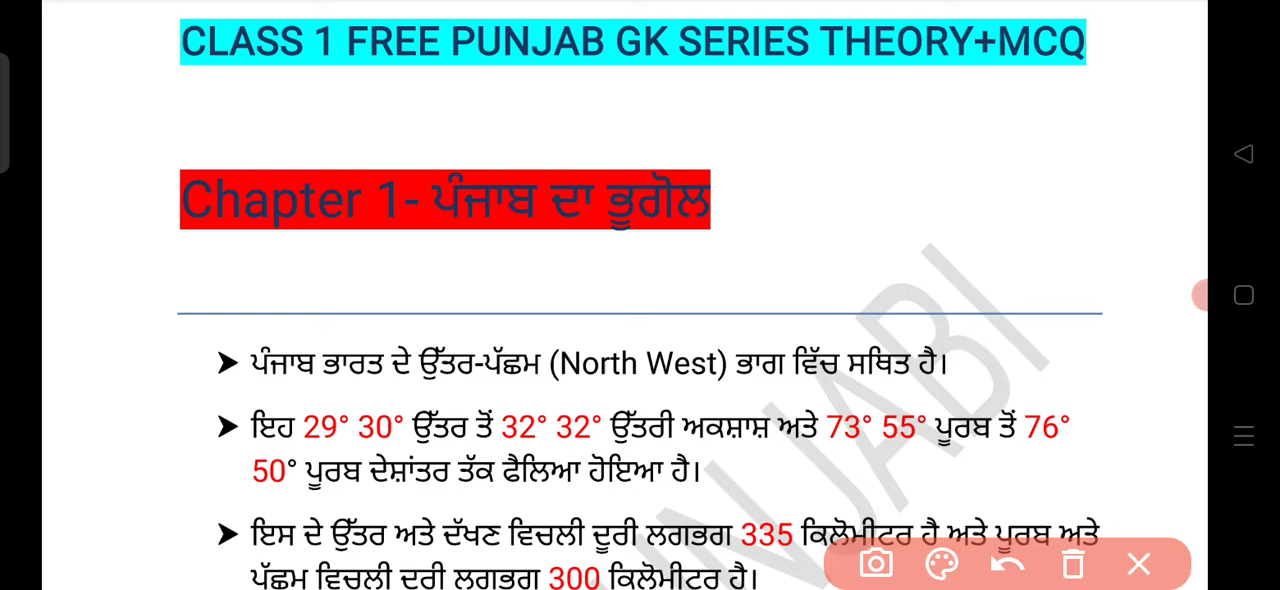 CLASS 1 FREE PUNJAB GK SERIES THEORY+MCQ
Chapter 1- ਪੰਜਾਬ ਦਾ ਭੂਗੋਲ
➤ ਪੰਜਾਬ ਭਾਰਤ ਦੇ ਉੱਤਰ-ਪੱਛਮ (North West) ਭਾਗ ਵਿੱਚ ਸਥਿਤ ਹੈ।
➤ ਇਹ 29° 30° ਉੱਤਰ ਤੋਂ 32° 32° ਉੱਤਰੀ ਅਕਸ਼ਾਸ਼ ਅਤੇ 73° 55° ਪੂਰਬ ਤੋਂ 76°
50° ਪੂਰਬ ਦੇਸ਼ਾਂਤਰ ਤੱਕ ਫੈਲਿਆ ਹੋਇਆ ਹੈ।
➤ ਇਸ ਦੇ ਉੱਤਰ ਅਤੇ ਦੱਖਣ ਵਿਚਲੀ ਦੂਰੀ ਲਗਭਗ 335 ਕਿਲੋਮੀਟਰ ਹੈ ਅਤੇ ਪੂਰਬ ਅਤੇ
ਪੱਛਮ ਵਿਚਲੀ ਦੂਰੀ ਲਗਭਗ 300 ਕਿਲੋਮੀਟਰ ਹੈ।